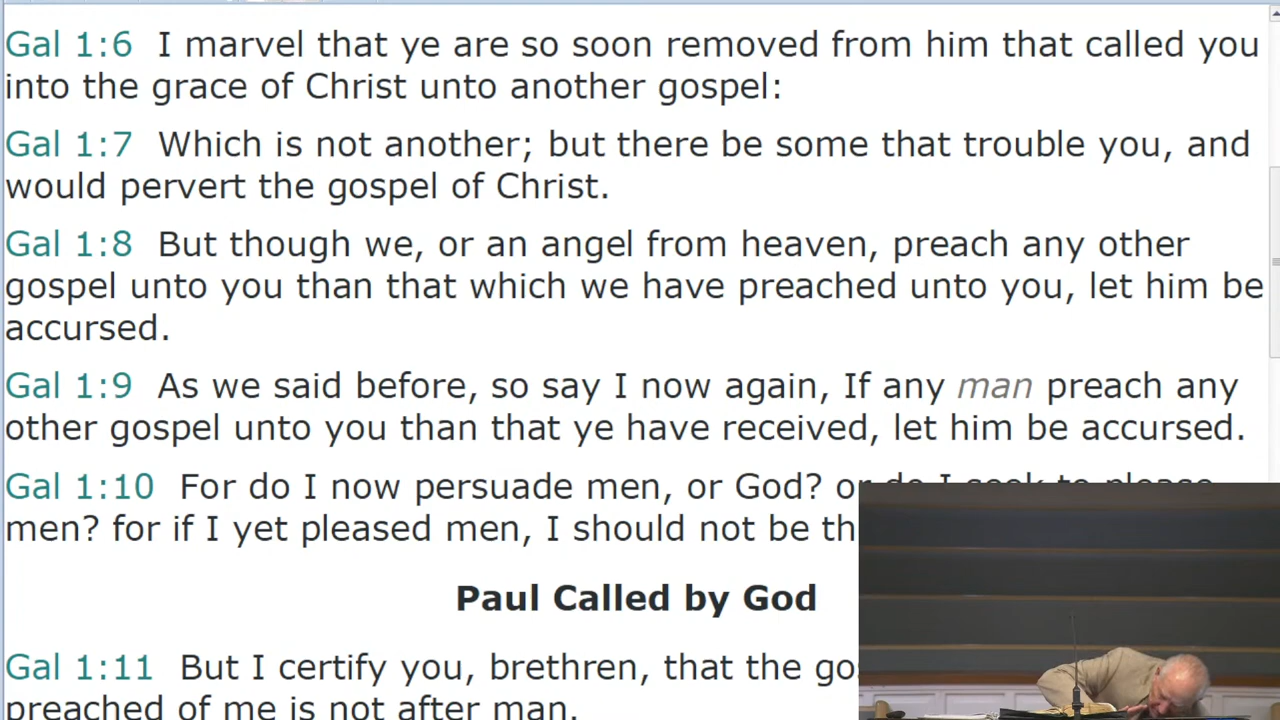 Gal 1:6 I marvel that ye are so soon removed from him that called you
into the grace of Christ unto another gospel:
Gal 1:7 Which is not another; but there be some that trouble you, and
would pervert the gospel of Christ.
Gal 1:8 But though we, or an angel from heaven, preach any other
gospel unto you than that which we have preached unto you, let him be
accursed.
Gal 1:9 As we said before, so say I now again, If any man preach any
other gospel unto you than that ye have received, let him be accursed.
Gal 1:10 For do I now persuade men, or God? or do I seek to please
men? for if I yet pleased men, I should not be th
Paul Called by God
Gal 1:11 But I certify you, brethren, that the go
preached of me is not after man.